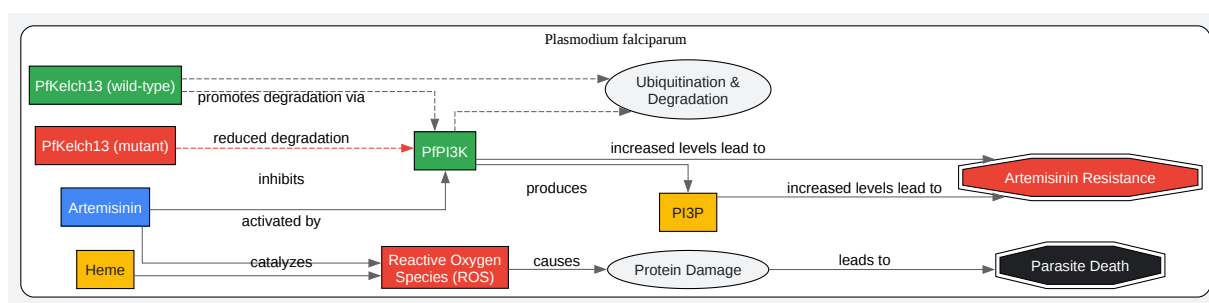 Plasmodium falciparum
PfKelch13 (wild-type)
promotes degradation via
Ubiquitination &
Degradation
PfKelch13 (mutant)
reduced degradation
PfPI3K
increased levels lead to
Artemisinin Resistance
inhibits
produces
increased levels lead to
Artemisinin
PI3P
activated by
Heme
catalyzes
Reactive Oxygen
Species (ROS)
causes
Protein Damage
leads to
Parasite Death